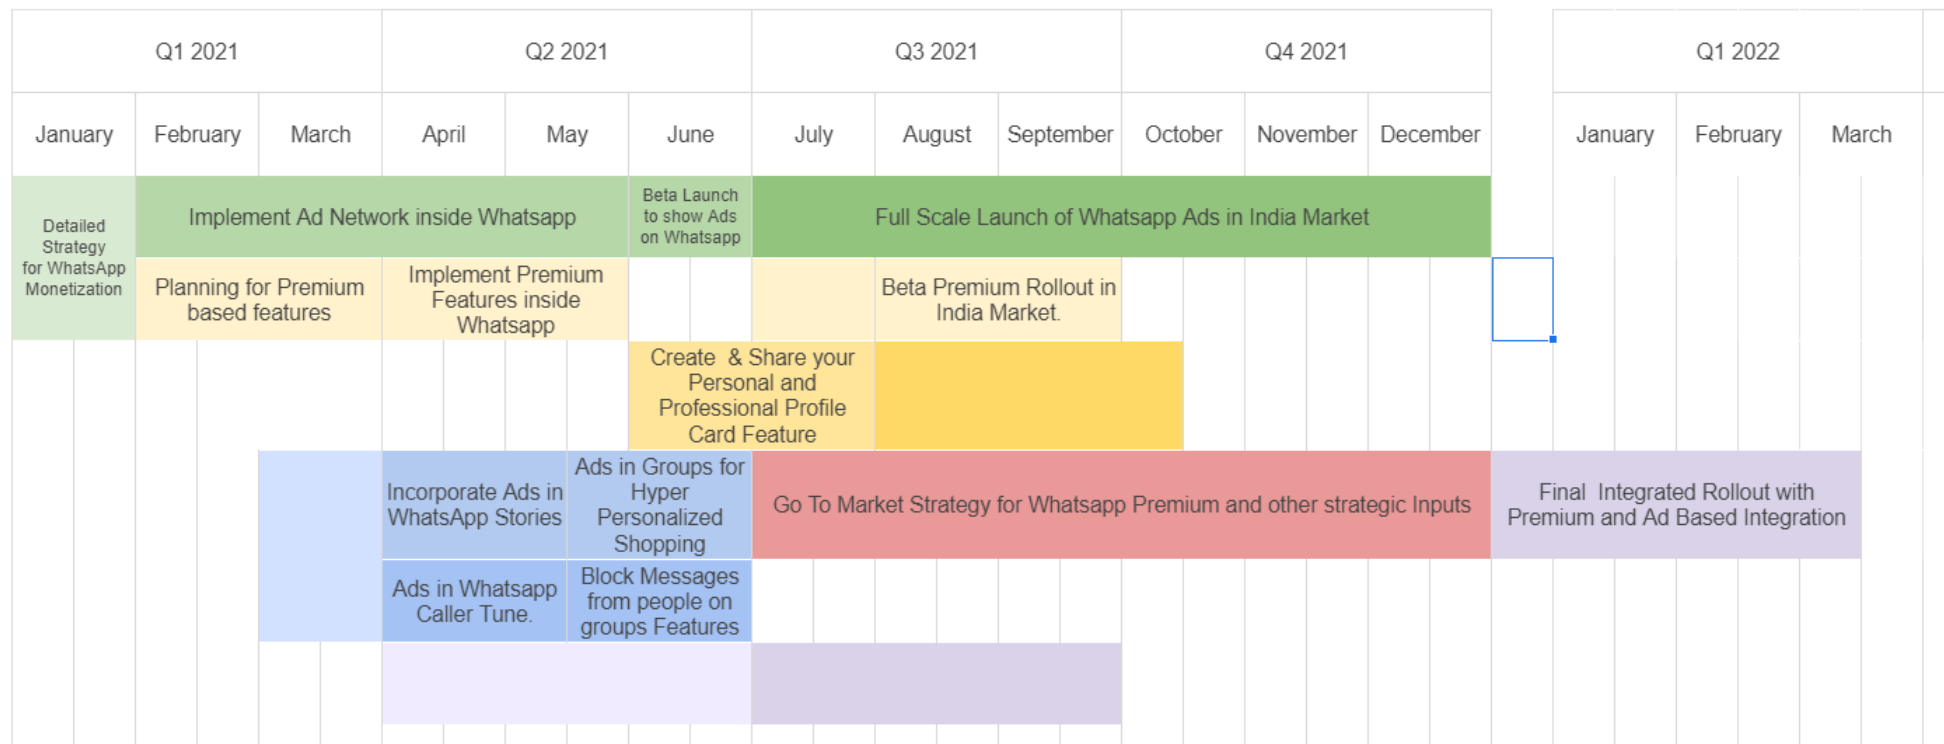 Q1 2021
Q2 2021
Q3 2021
Q4 2021
Q1 2022
January
February
March
April
May
June
July
August
September
October
November
December
January
February
March
Detailed
Strategy
for WhatsApp
Monetization
Implement Ad Network inside Whatsapp
Beta Launch
to show Ads
on Whatsapp
Full Scale Launch of Whatsapp Ads in India Market
Planning for Premium
based features
Implement Premium
Features inside
Whatsapp
Beta Premium Rollout in
India Market.
Create & Share your
Personal and
Professional Profile
Card Feature
Incorporate Ads in
WhatsApp Stories
Ads in Groups for
Hyper
Personalized
Shopping
Go To Market Strategy for Whatsapp Premium and other strategic Inputs
Final Integrated Rollout with
Premium and Ad Based Integration
Ads in Whatsapp
Caller Tune.
Block Messages
from people on
groups Features